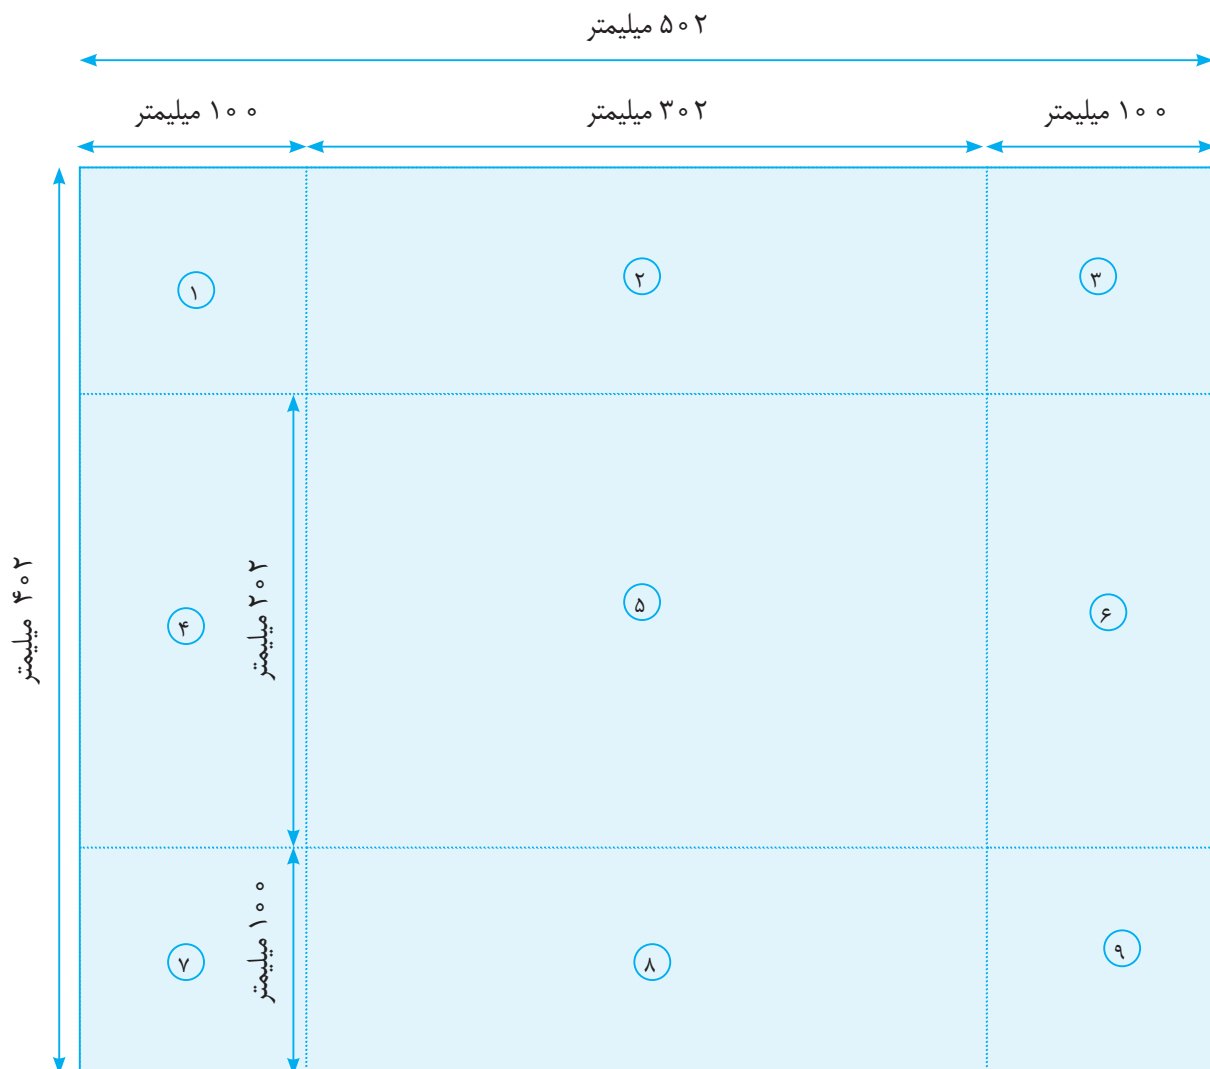 ۵۰۲ میلیمتر
۱۰۰ میلیمتر
۳۰۲ میلیمتر
۱۰۰ میلیمتر
۱
۲
۳
۴۰۲ میلیمتر
۴
۲۰۲ میلیمتر
۵
۶
۷
۱۰۰ میلیمتر
۸
۹